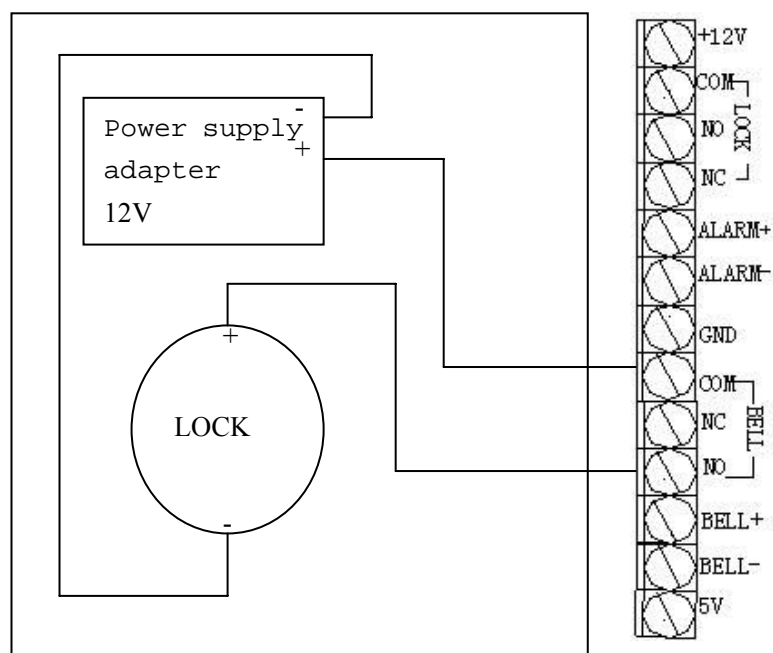 -
Power supply
+
adapter
12V
+
LOCK
-
+12V
COM
NO
NC
LOCK
ALARM+
ALARM-
GND
COM
NC
NO
BELL
BELL+
BELL-
5V